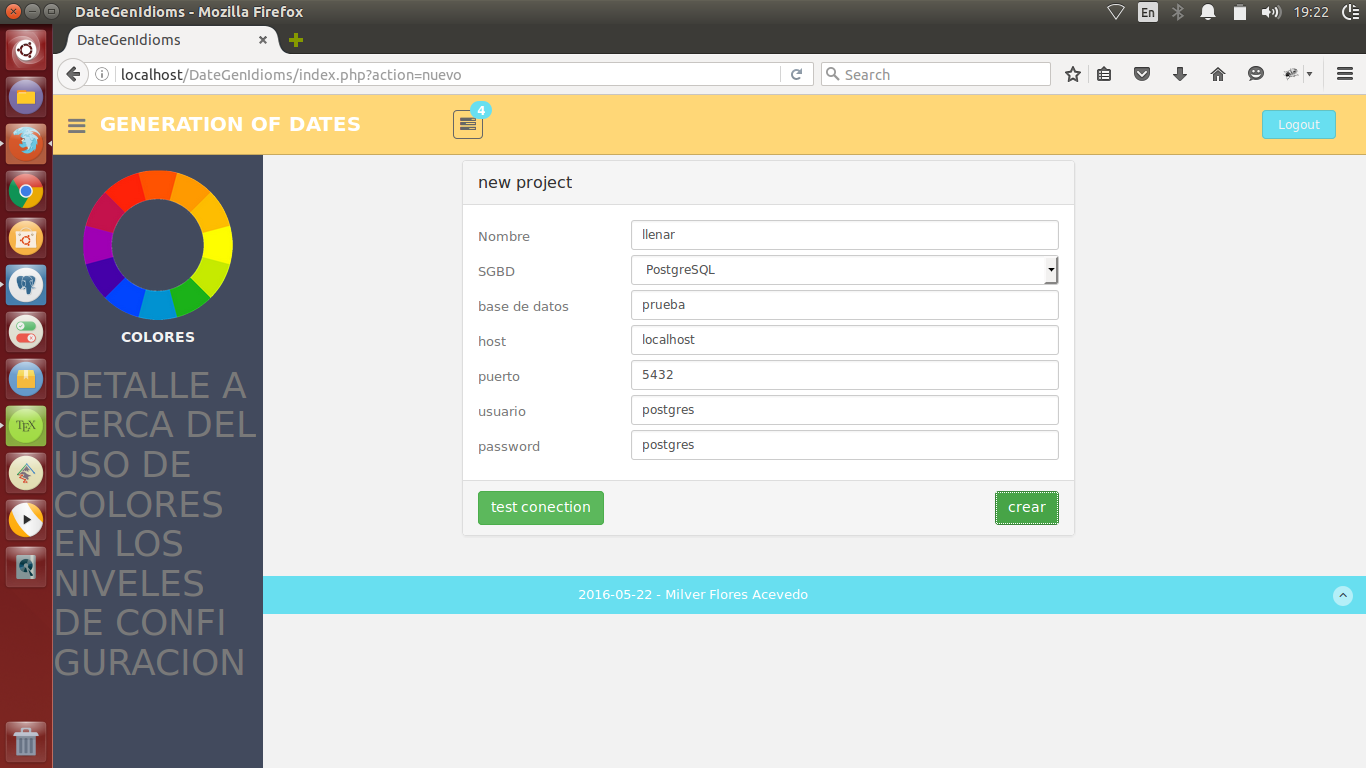 DateGenIdioms - Mozilla Firefox
En
19:22
DateGenIdioms
localhost/DateGenIdioms/index.php?action=nuevo
Search
GENERATION OF DATES
4
Logout
COLORES
DETALLE A
CERCA DEL
USO DE
COLORES
EN LOS
NIVELES
DE CONFI
GURACION
new project
Nombre llenar
SGBD PostgreSQL
base de datos prueba
host localhost
puerto 5432
usuario postgres
password postgres
test conection crear
2016-05-22 - Milver Flores Acevedo
TEX